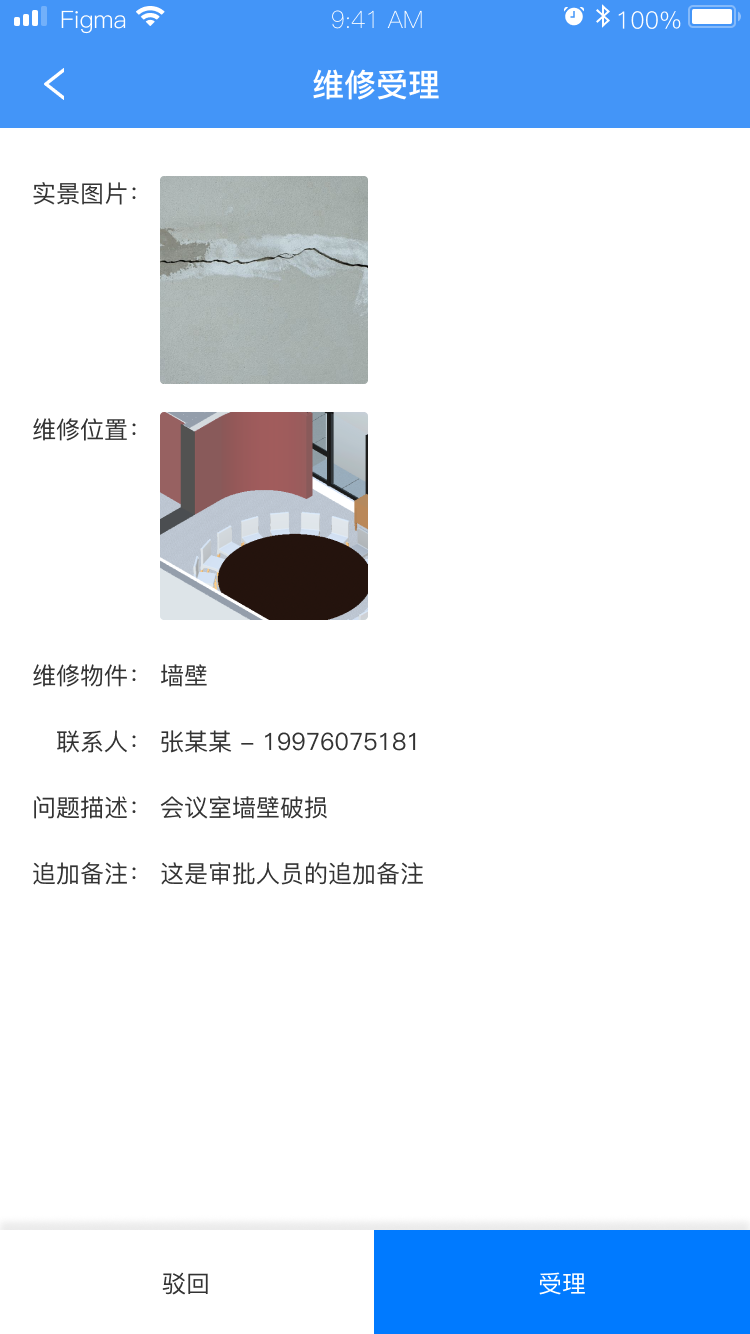 Figma 9:41 AM 100%
维修受理
实景图片：
维修位置：
维修物件： 墙壁
联系人： 张某某 – 19976075181
问题描述： 会议室墙壁破损
追加备注： 这是审批人员的追加备注
驳回 受理